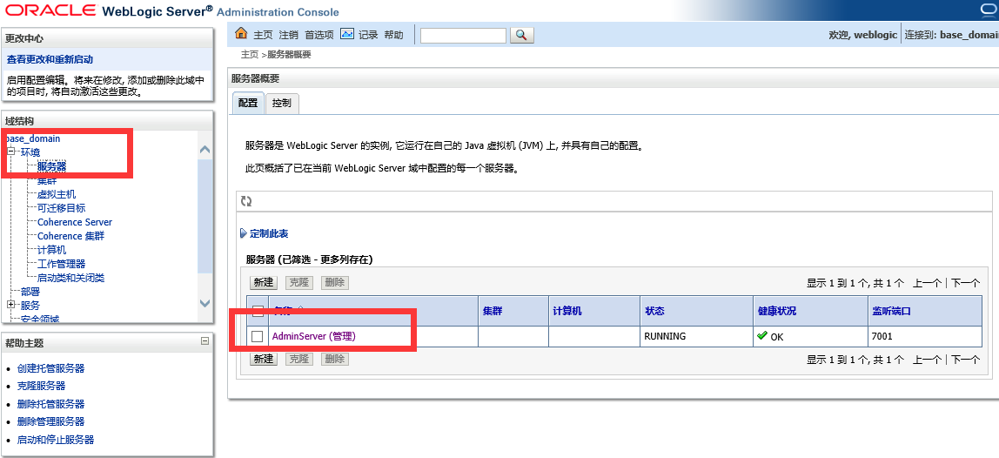 ORACLE WebLogic Server® Administration Console
更改中心
查看更改和重新启动
启用配置编辑。将来在修改, 添加或删除此域中
的项目时, 将自动激活这些更改。
域结构
base_domain
环境
服务器
集群
虚拟主机
可迁移目标
Coherence Server
Coherence 集群
计算机
工作管理器
启动类和关闭类
部署
服务
安全领域
帮助主题
创建托管服务器
克隆服务器
删除托管服务器
删除管理服务器
启动和停止服务器
主页 注销 首选项 记录 帮助
欢迎, weblogic 连接到: base_domai
主页 >服务器概要
服务器概要
配置 控制
服务器是 WebLogic Server 的实例, 它运行在自己的 Java 虚拟机 (JVM) 上, 并具有自己的配置。
此页概括了已在当前 WebLogic Server 域中配置的每一个服务器。
定制此表
服务器 (已筛选 - 更多列存在)
新建 克隆 删除 显示 1 到 1 个, 共 1 个 上一个 | 下一个
名称 集群 计算机 状态 健康状况 监听端口
AdminServer (管理) RUNNING OK 7001
新建 克隆 删除 显示 1 到 1 个, 共 1 个 上一个 | 下一个